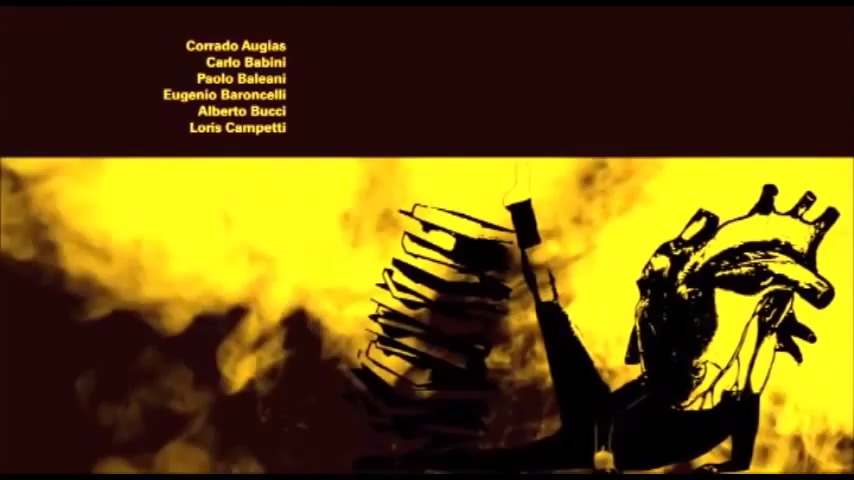 Corrado Augias
Carlo Babini
Paolo Baleani
Eugenio Baroncelli
Alberto Bucci
Loris Campetti